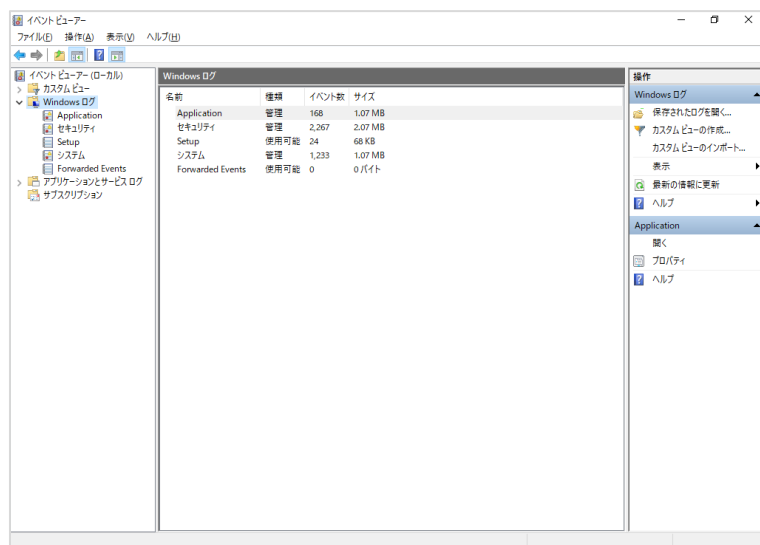 イベント ビューアー
ファイル(F) 操作(A) 表示(V) ヘルプ(H)
イベント ビューアー (ローカル)
カスタム ビュー
Windows ログ
Application
セキュリティ
Setup
システム
Forwarded Events
アプリケーションとサービス ログ
サブスクリプション
Windows ログ
名前 種類 イベント数 サイズ
Application 管理 168 1.07 MB
セキュリティ 管理 2,267 2.07 MB
Setup 使用可能 24 68 KB
システム 管理 1,233 1.07 MB
Forwarded Events 使用可能 0 0 バイト
操作
Windows ログ
保存されたログを開く...
カスタム ビューの作成...
カスタム ビューのインポート...
表示
最新の情報に更新
ヘルプ
Application
開く
プロパティ
ヘルプ